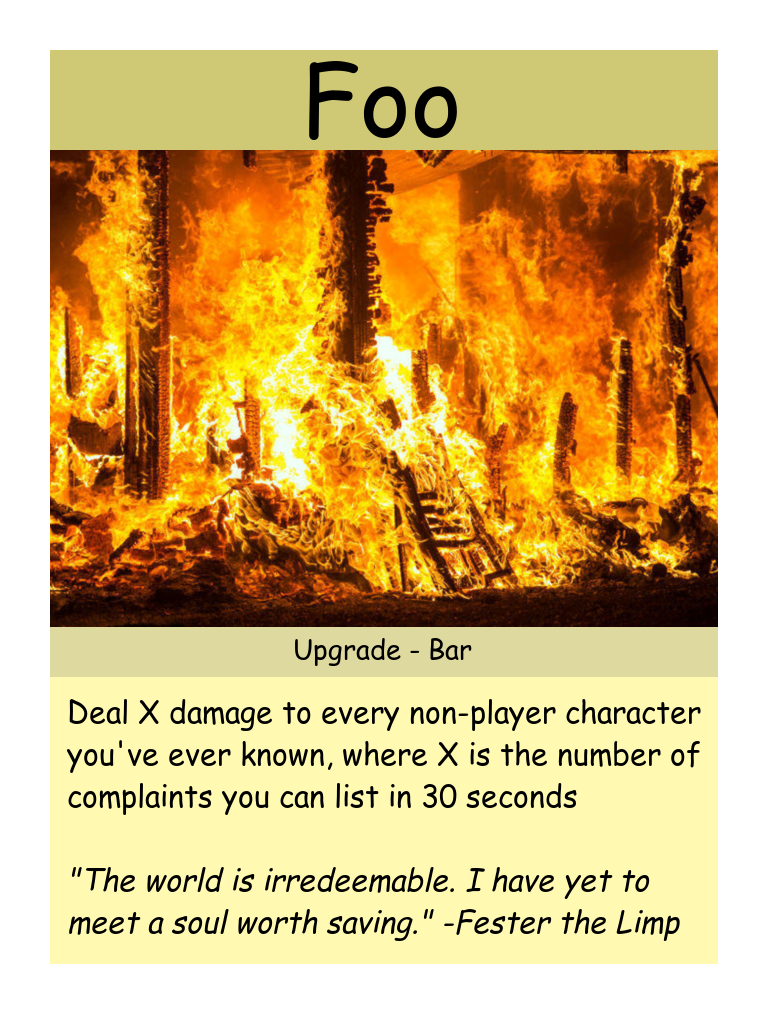 Foo
Upgrade - Bar
Deal X damage to every non-player character
you've ever known, where X is the number of
complaints you can list in 30 seconds
"The world is irredeemable. I have yet to
meet a soul worth saving." -Fester the Limp